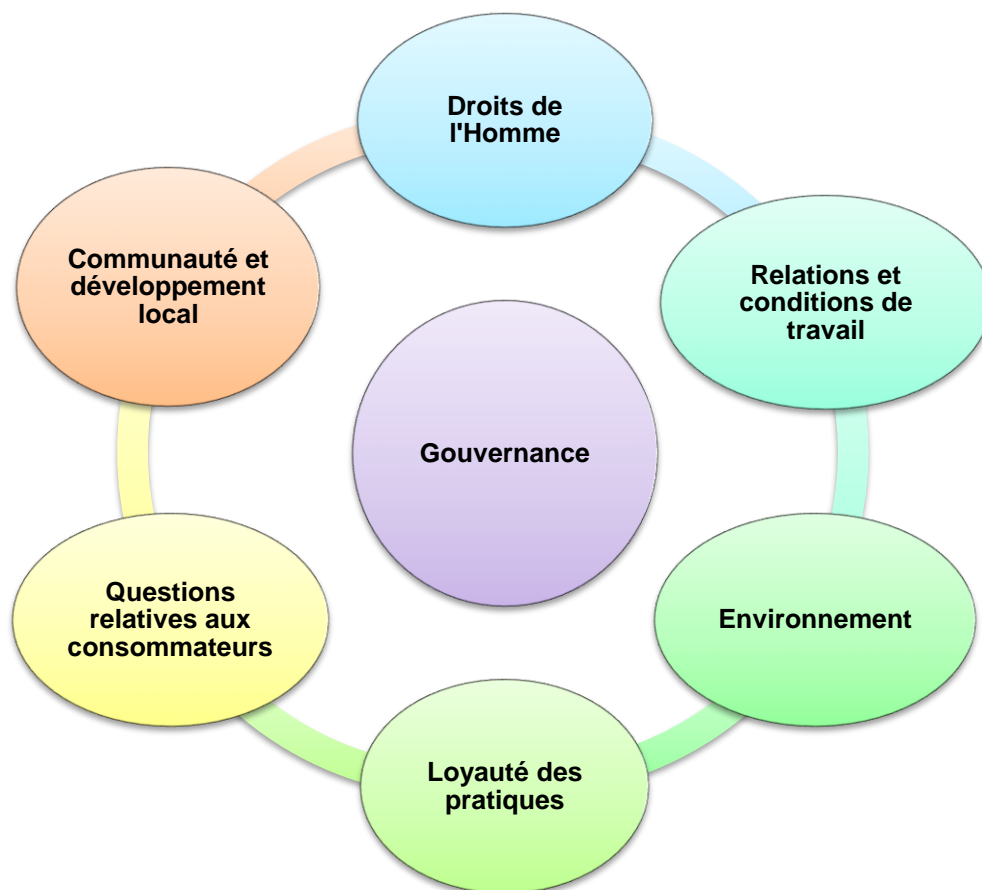 Droits de
l'Homme
Relations et
conditions de
travail
Environnement
Loyauté des
pratiques
Questions
relatives aux
consommateurs
Communauté et
développement
local
Gouvernance